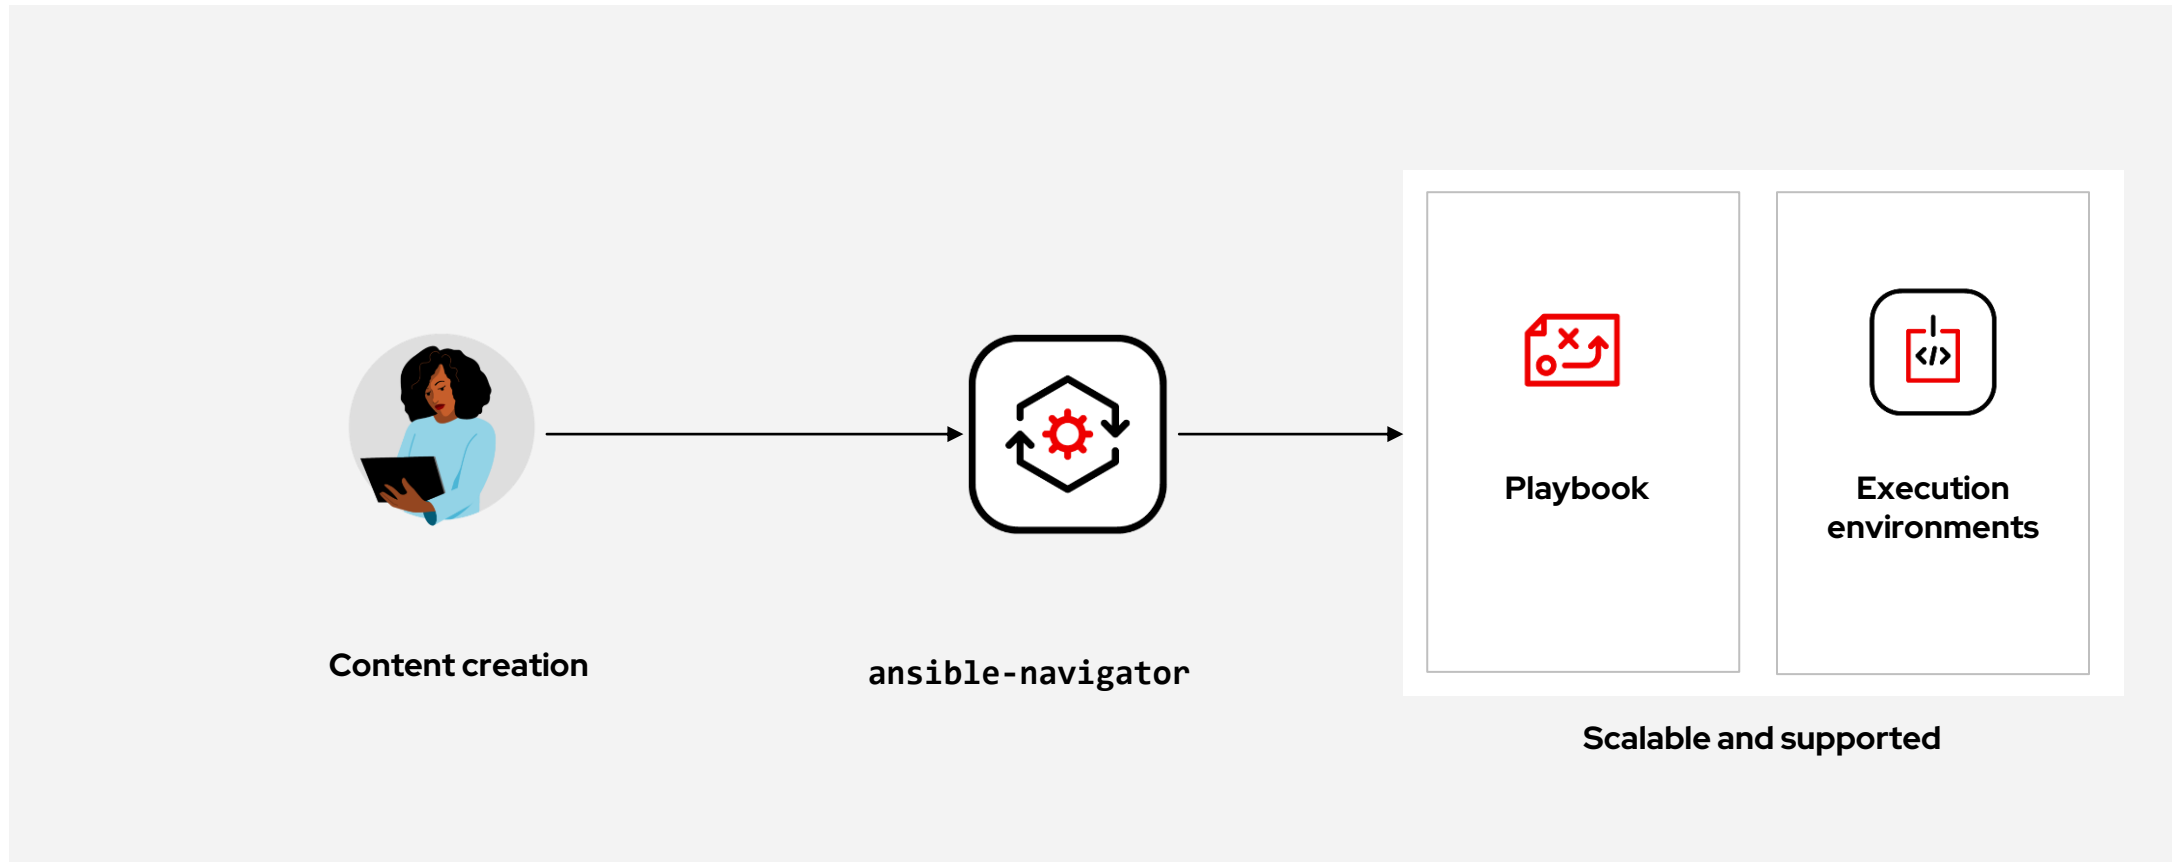 Playbook
Execution
environments
Content creation
ansible-navigator
Scalable and supported